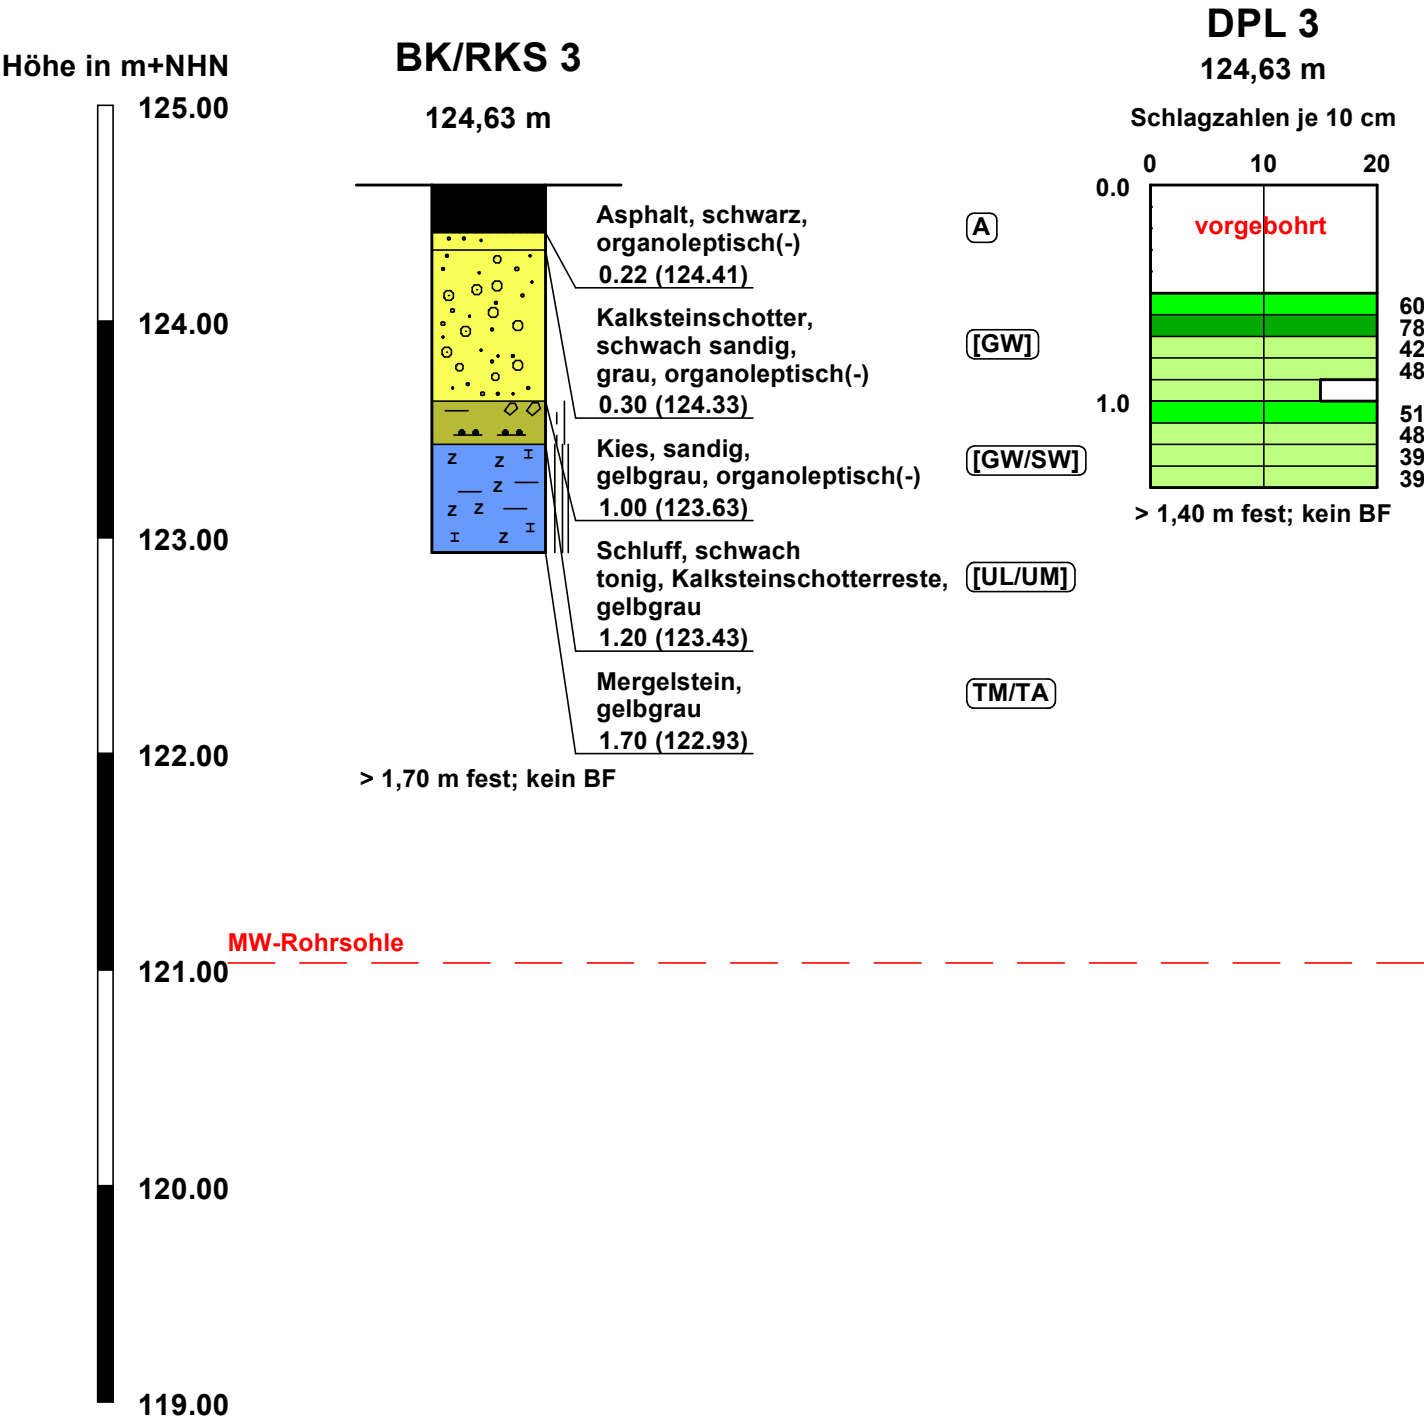 Höhe in m+NHN
125.00
124.00
123.00
122.00
121.00
120.00
119.00
BK/RKS 3
124,63 m
Asphalt, schwarz,
organoleptisch(-)
0.22 (124.41)
A
Kalksteinschotter,
schwach sandig,
grau, organoleptisch(-)
0.30 (124.33)
[GW]
Kies, sandig,
gelbgrau, organoleptisch(-)
1.00 (123.63)
[GW/SW]
Schluff, schwach
tonig, Kalksteinschotterreste,
gelbgrau
1.20 (123.43)
[UL/UM]
Mergelstein,
gelbgrau
1.70 (122.93)
TM/TA
z z
z
z z
z
> 1,70 m fest; kein BF
MW-Rohrsohle
DPL 3
124,63 m
Schlagzahlen je 10 cm
0 10 20
0.0
vorgebohrt
1.0
60
78
42
48
51
48
39
39
> 1,40 m fest; kein BF